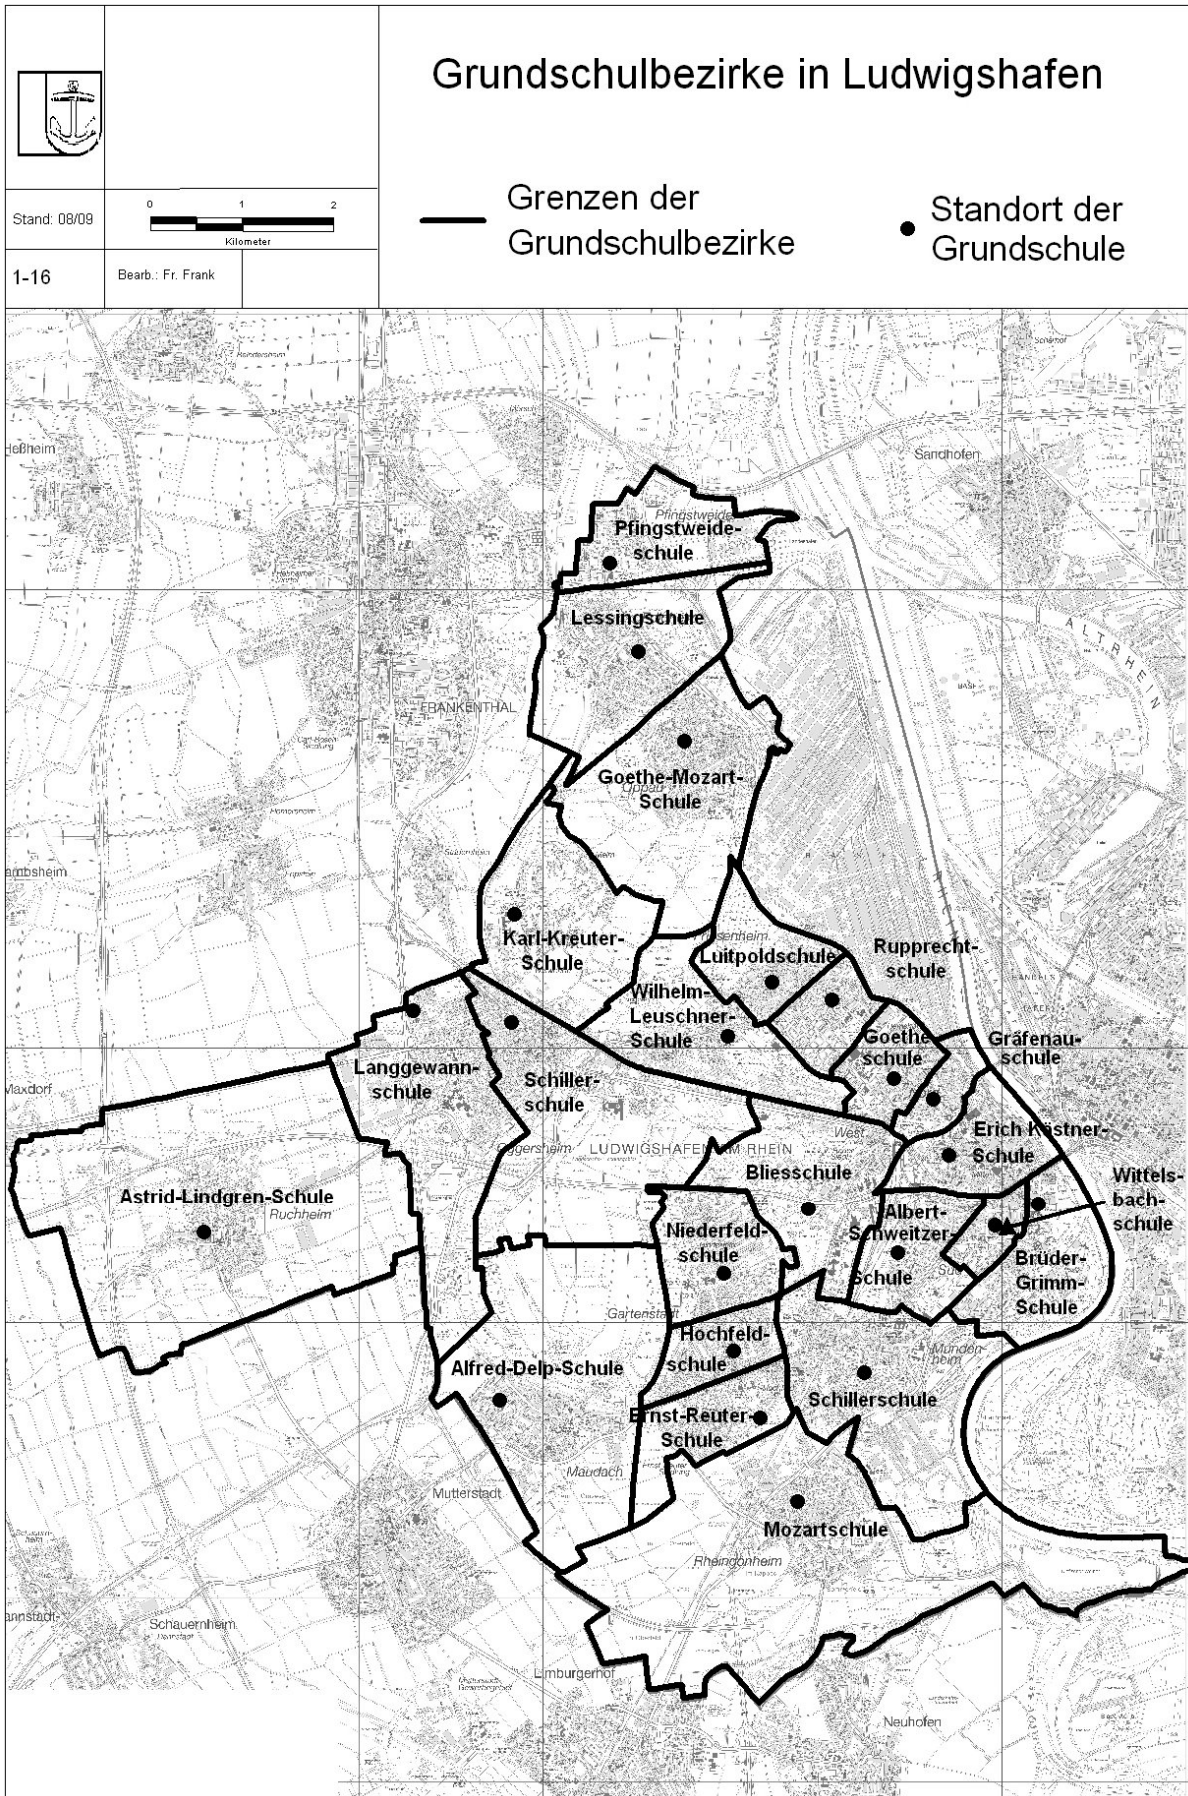 Grundschulbezirke in Ludwigshafen
Stand: 08/09
0 1 2
Kilometer
1-16
Bearb.: Fr. Frank
Grenzen der
Grundschulbezirke
Standort der
Grundschule
Sandhofen
Pfingstweide
Pfingstweide-
schule
Lessingschule
ALTRHEIN
FRANKENTHAL
Goethe-Mozart-
Schule
Oppau
Karl-Kreuter-
Schule
Luitpoldschule
Rupprecht-
schule
Wilhelm-
Leuschner-
Schule
Goethe
schule
Gräfenau-
schule
Maxdorf
Langgewann-
schule
Schiller-
schule
Erich Kästner-
Schule
West
Oggersheim
LUDWIGSHAFEN AM RHEIN
Bliesschule
Wittels-
bach-
schule
Astrid-Lindgren-Schule
Ruchheim
Niederfeld-
schule
Albert-
Schweitzer-
Schule
Süd
Brüder-
Grimm-
Schule
Gartenstadt
Hochfeld-
schule
Munden
heim
Alfred-Delp-Schule
Schillerschule
Ernst-Reuter-
Schule
Maudach
Mutterstadt
Mozartschule
Rheingönheim
Schauernheim
Limburgerhof
Neuhofen